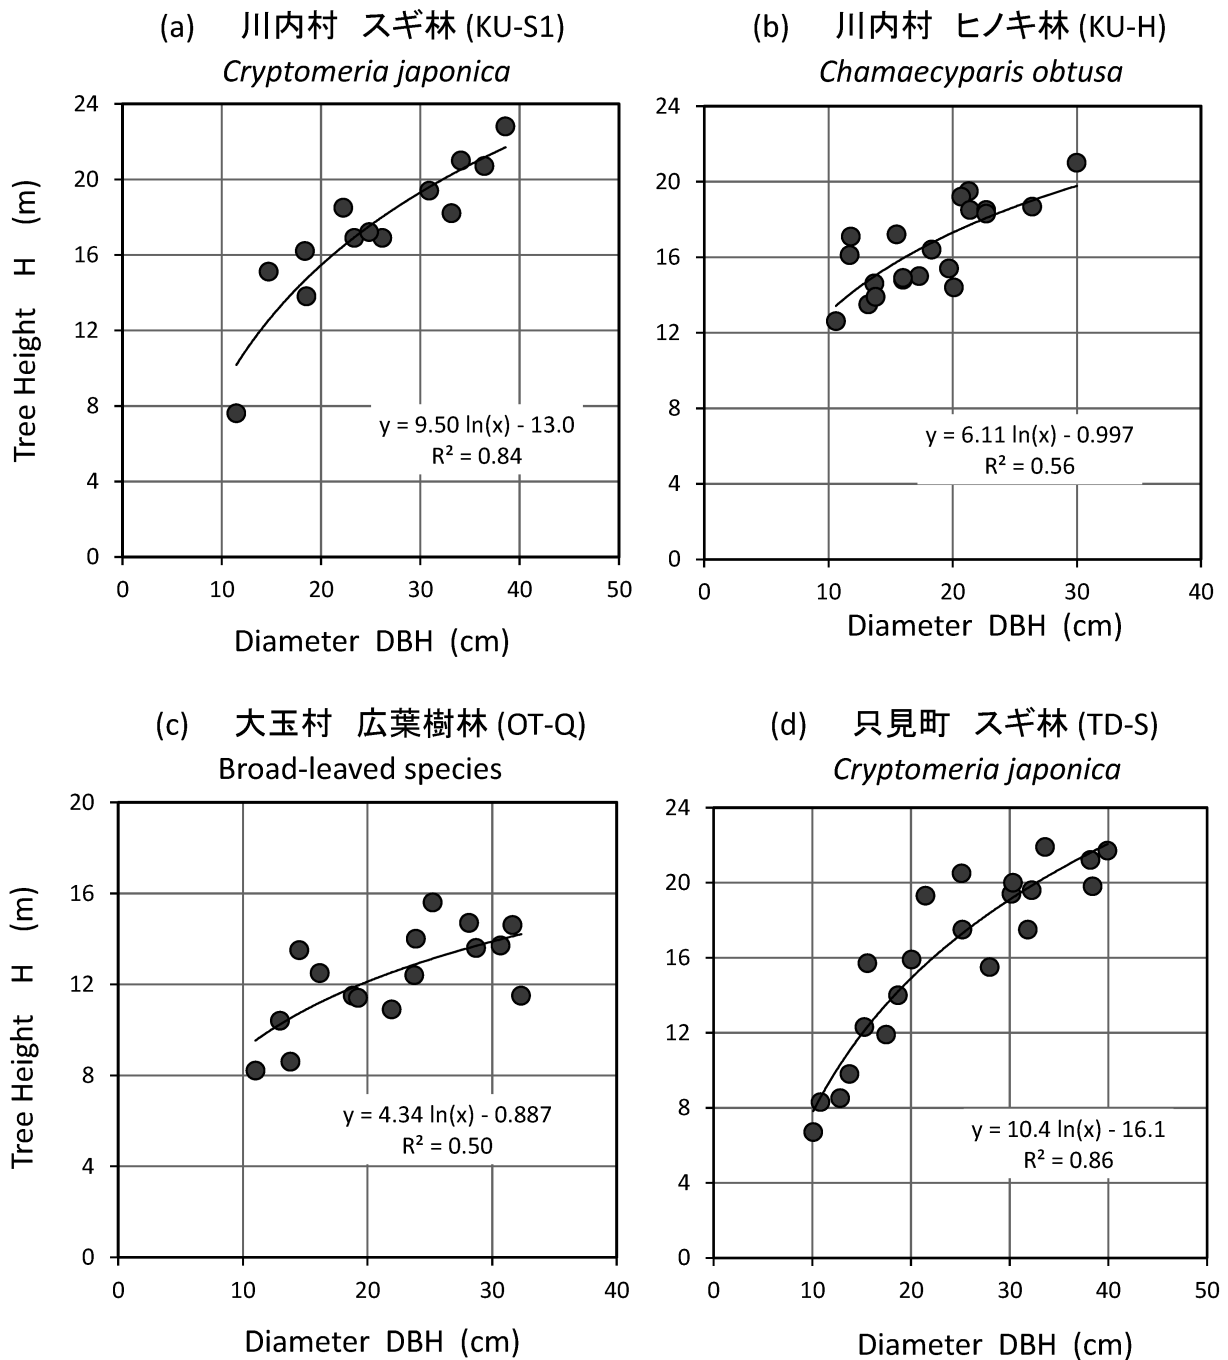 (a) 川内村 スギ林 (KU-S1)
Cryptomeria japonica
Tree Height H (m)
24
20
16
12
8
4
0
y = 9.50 ln(x) - 13.0
R² = 0.84
0 10 20 30 40 50
Diameter DBH (cm)
(b) 川内村 ヒノキ林 (KU-H)
Chamaecyparis obtusa
24
20
16
12
8
4
0
y = 6.11 ln(x) - 0.997
R² = 0.56
0 10 20 30 40
Diameter DBH (cm)
(c) 大玉村 広葉樹林 (OT-Q)
Broad-leaved species
Tree Height H (m)
20
16
12
8
4
0
y = 4.34 ln(x) - 0.887
R² = 0.50
0 10 20 30 40
Diameter DBH (cm)
(d) 只見町 スギ林 (TD-S)
Cryptomeria japonica
24
20
16
12
8
4
0
y = 10.4 ln(x) - 16.1
R² = 0.86
0 10 20 30 40 50
Diameter DBH (cm)